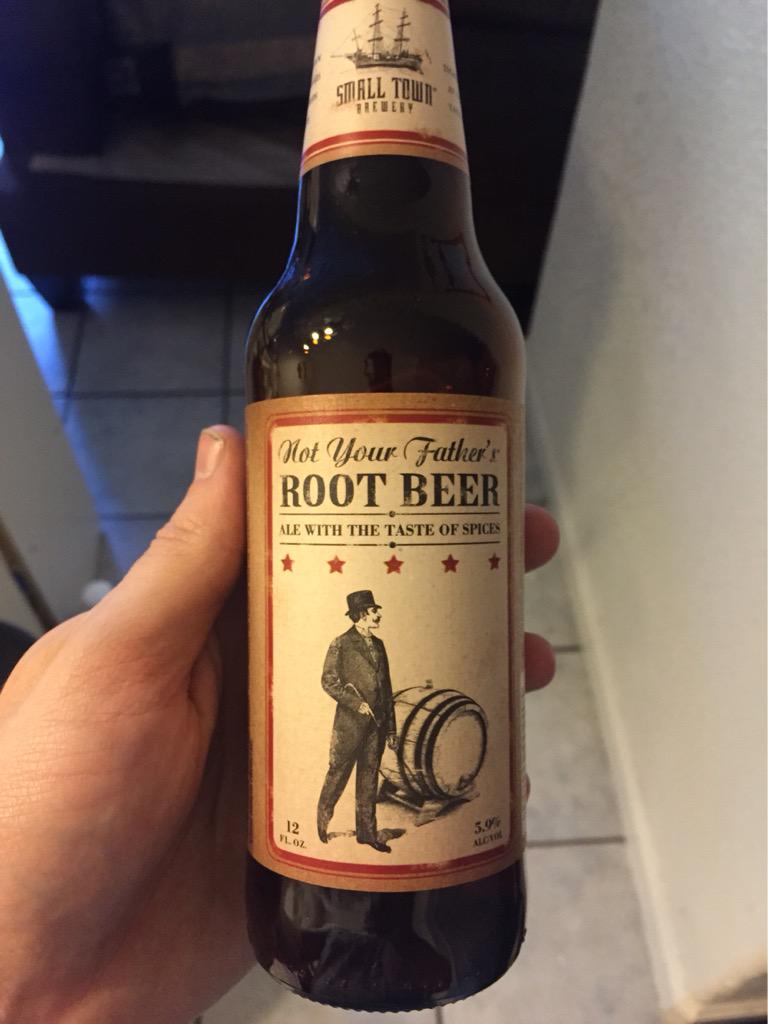 SMALL TOWN
BREWERY
Not Your Father's
ROOT BEER
ALE WITH THE TASTE OF SPICES
12
FL. OZ.
5.9%
ALC/VOL